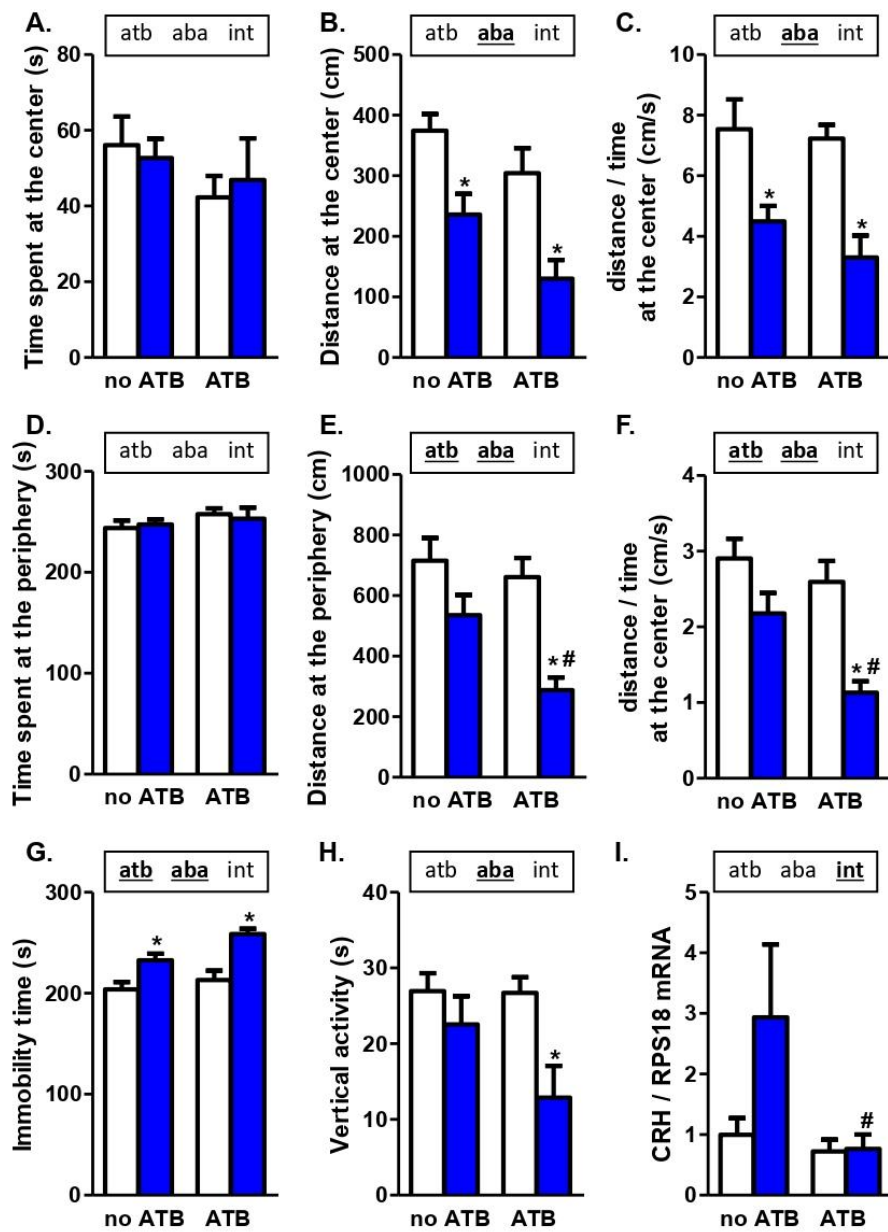 A.
atb aba int
Time spent at the center (s)
80
60
40
20
0
no ATB ATB
B.
atb aba int
Distance at the center (cm)
500
400
300
200
100
0
*
*
no ATB ATB
C.
atb aba int
distance / time
at the center (cm/s)
10
8
6
4
2
0
*
*
no ATB ATB
D.
atb aba int
Time spent at the periphery (s)
300
200
100
0
no ATB ATB
E.
atb aba int
Distance at the periphery (cm)
1000
800
600
400
200
0
* #
no ATB ATB
F.
atb aba int
distance / time
at the center (cm/s)
4
3
2
1
0
* #
no ATB ATB
G.
atb aba int
Immobility time (s)
300
200
100
0
*
*
no ATB ATB
H.
atb aba int
Vertical activity (s)
40
30
20
10
0
*
no ATB ATB
I.
atb aba int
CRH / RPS18 mRNA
5
4
3
2
1
0
#
no ATB ATB